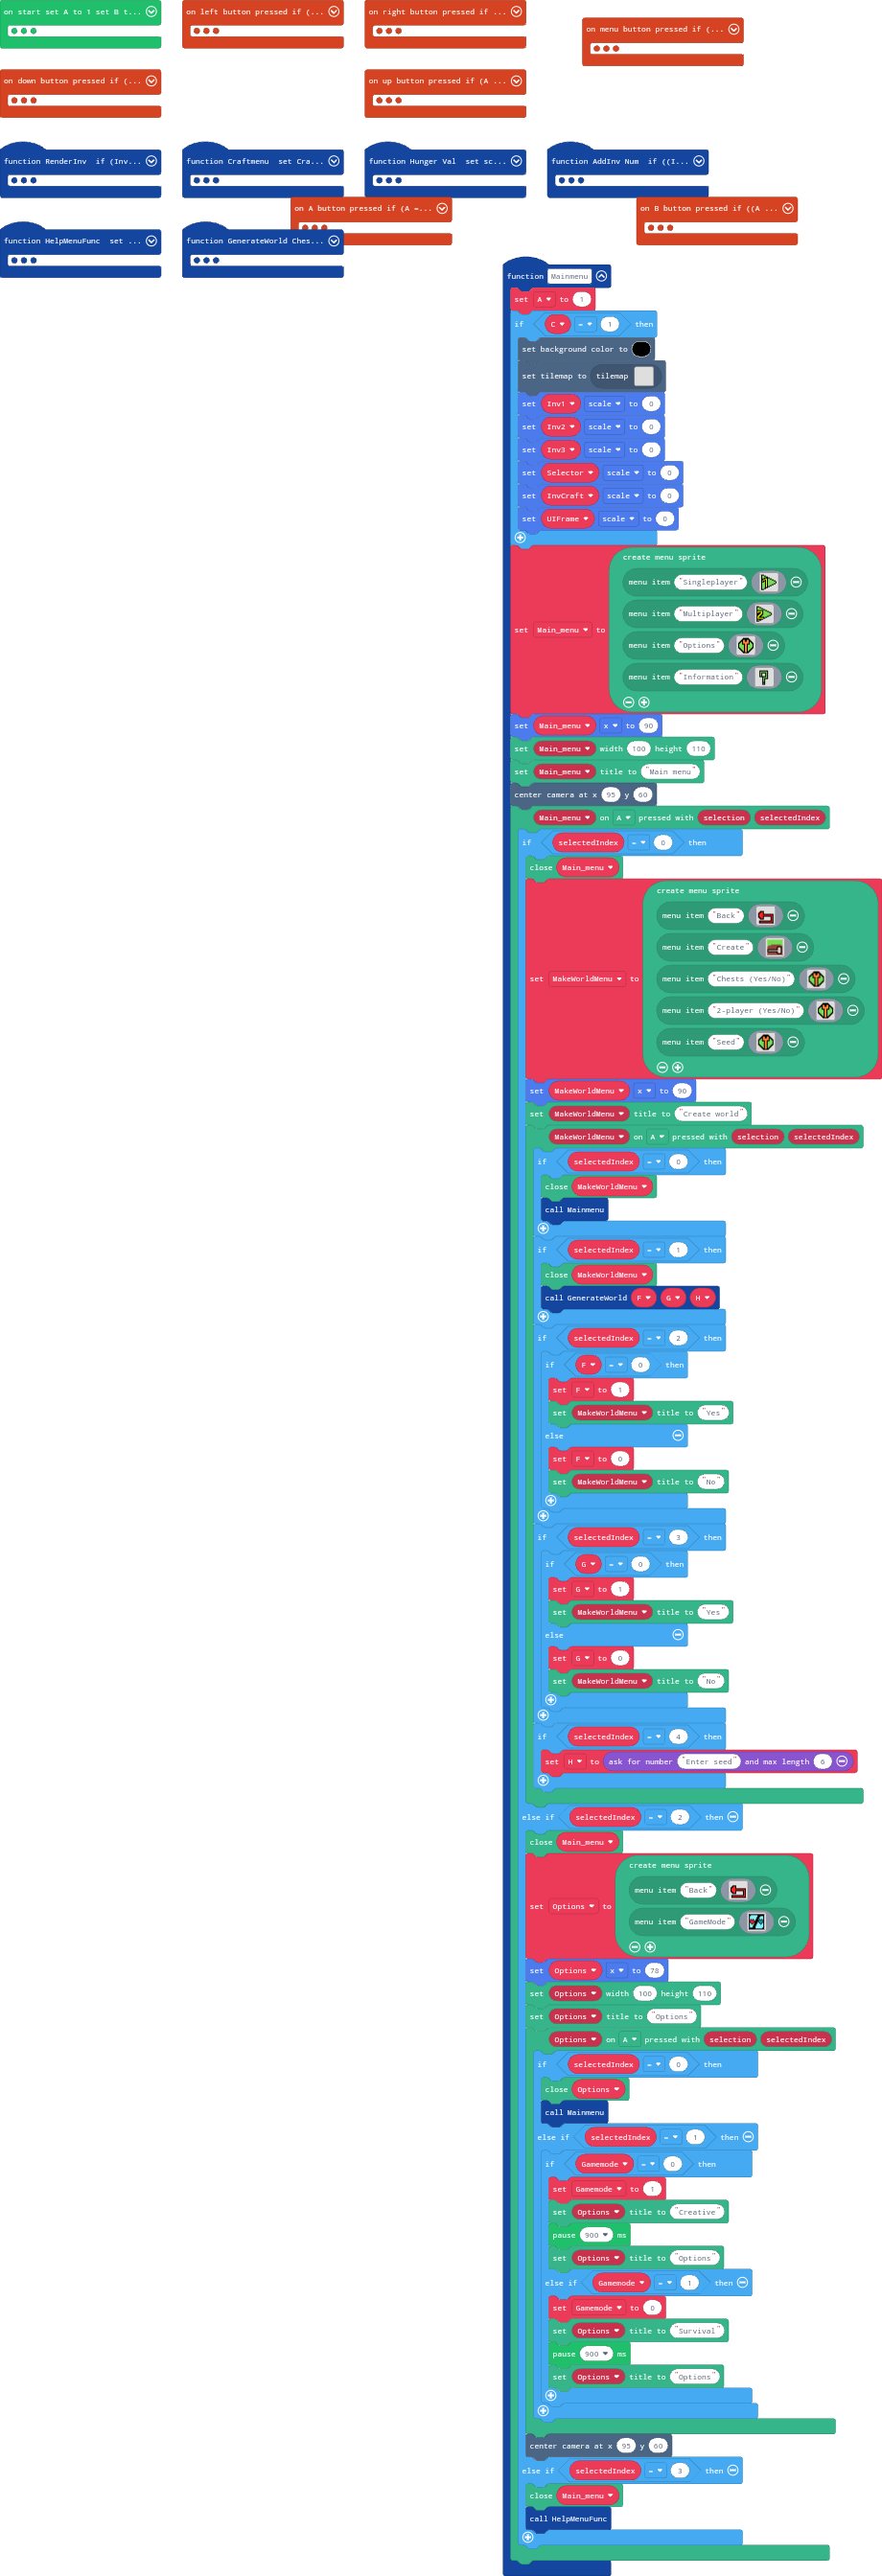 on start set A to 1 set B t...
on left button pressed if (...
on right button pressed if ...
on menu button pressed if (...
on down button pressed if (...
on up button pressed if (A ...
function RenderInv  if (Inv...
function Craftmenu  set Cra...
function Hunger Val  set sc...
function AddInv Num  if ((I...
on A button pressed if (A =...
on B button pressed if ((A ...
function HelpMenuFunc  set ...
function GenerateWorld Ches...
function Mainmenu
set A to 1
if C = 1 then
set background color to
set tilemap to tilemap
set Inv1 scale to 0
set Inv2 scale to 0
set Inv3 scale to 0
set Selector scale to 0
set InvCraft scale to 0
set UIFrame scale to 0
create menu sprite
menu item "Singleplayer"
menu item "Multiplayer"
set Main_menu to
menu item "Options"
menu item "Information"
set Main_menu x to 90
set Main_menu width 100 height 110
set Main_menu title to "Main menu"
center camera at x 95 y 60
Main_menu on A pressed with selection selectedIndex
if selectedIndex = 0 then
close Main_menu
create menu sprite
menu item "Back"
menu item "Create"
set MakeWorldMenu to
menu item "Chests (Yes/No)"
menu item "2-player (Yes/No)"
menu item "Seed"
set MakeWorldMenu x to 90
set MakeWorldMenu title to "Create world"
MakeWorldMenu on A pressed with selection selectedIndex
if selectedIndex = 0 then
close MakeWorldMenu
call Mainmenu
if selectedIndex = 1 then
close MakeWorldMenu
call GenerateWorld F G H
if selectedIndex = 2 then
if F = 0 then
set F to 1
set MakeWorldMenu title to "Yes"
else
set F to 0
set MakeWorldMenu title to "No"
if selectedIndex = 3 then
if G = 0 then
set G to 1
set MakeWorldMenu title to "Yes"
else
set G to 0
set MakeWorldMenu title to "No"
if selectedIndex = 4 then
set H to ask for number "Enter seed" and max length 6
else if selectedIndex = 2 then
close Main_menu
create menu sprite
menu item "Back"
set Options to
menu item "GameMode"
set Options x to 78
set Options width 100 height 110
set Options title to "Options"
Options on A pressed with selection selectedIndex
if selectedIndex = 0 then
close Options
call Mainmenu
else if selectedIndex = 1 then
if Gamemode = 0 then
set Gamemode to 1
set Options title to "Creative"
pause 900 ms
set Options title to "Options"
else if Gamemode = 1 then
set Gamemode to 0
set Options title to "Survival"
pause 900 ms
set Options title to "Options"
center camera at x 95 y 60
else if selectedIndex = 3 then
close Main_menu
call HelpMenuFunc